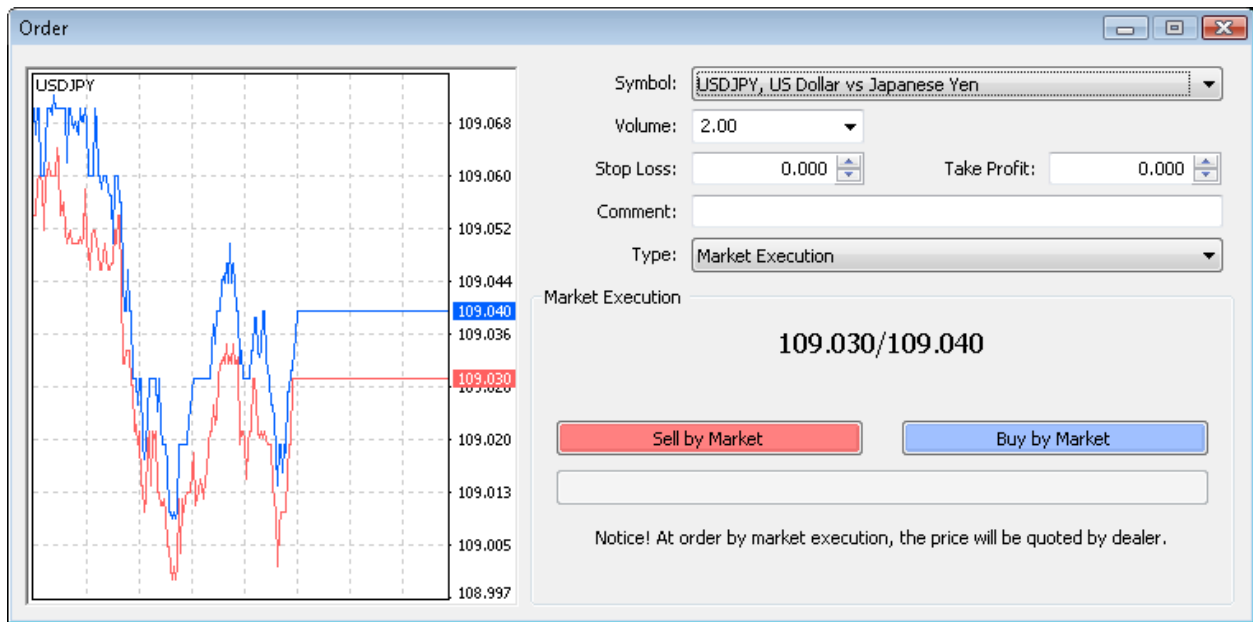 Order
USDJPY
109.068
109.060
109.052
109.044
109.040
109.036
109.030
109.020
109.013
109.005
108.997
Symbol: USDJPY, US Dollar vs Japanese Yen
Volume: 2.00
Stop Loss: 0.000 Take Profit: 0.000
Comment:
Type: Market Execution
Market Execution
109.030/109.040
Sell by Market Buy by Market
Notice! At order by market execution, the price will be quoted by dealer.